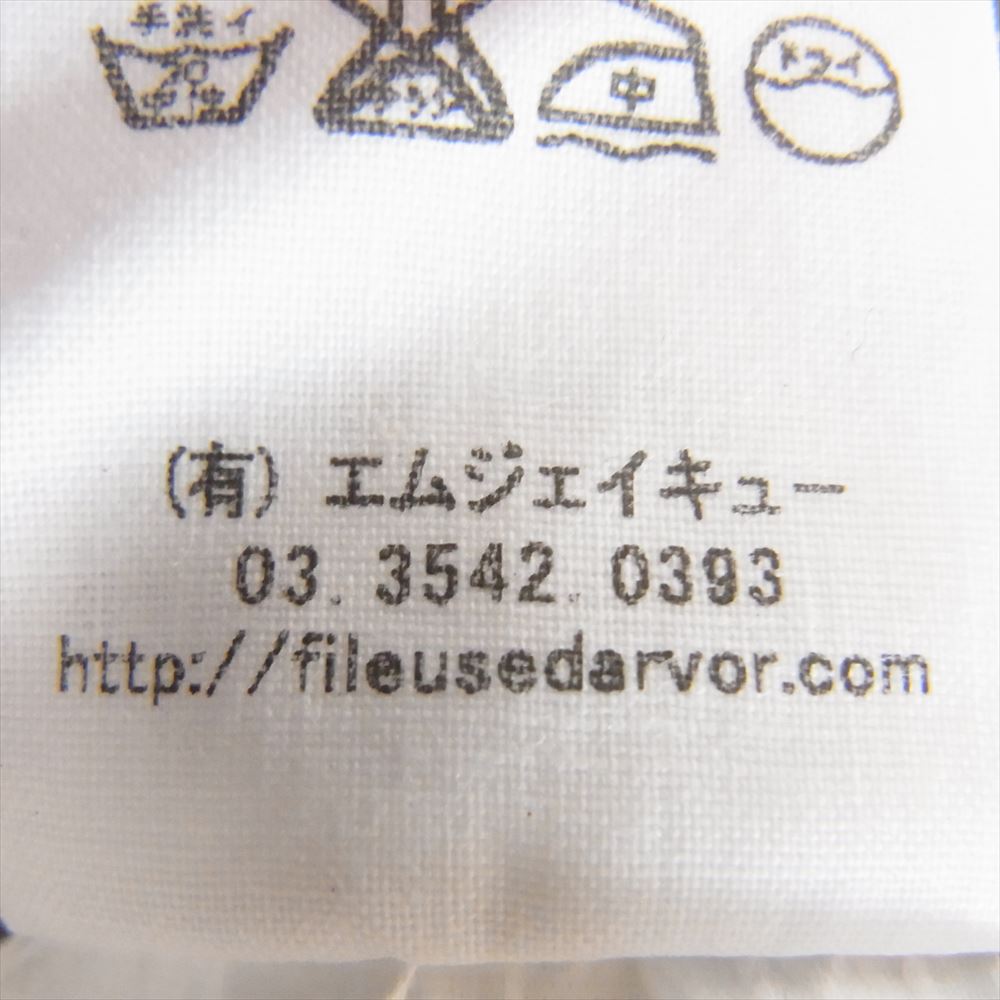 手洗イ
中
ドライ
(有) エムジェイキュー
03. 3542. 0393
http://fileusedarvor.com